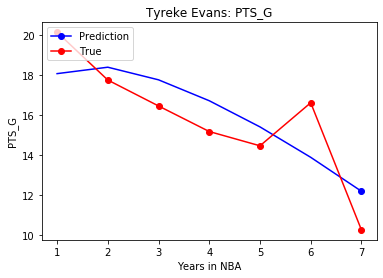 Tyreke Evans: PTS_G
Prediction
True
20
18
16
14
12
10
PTS_G
1 2 3 4 5 6 7
Years in NBA